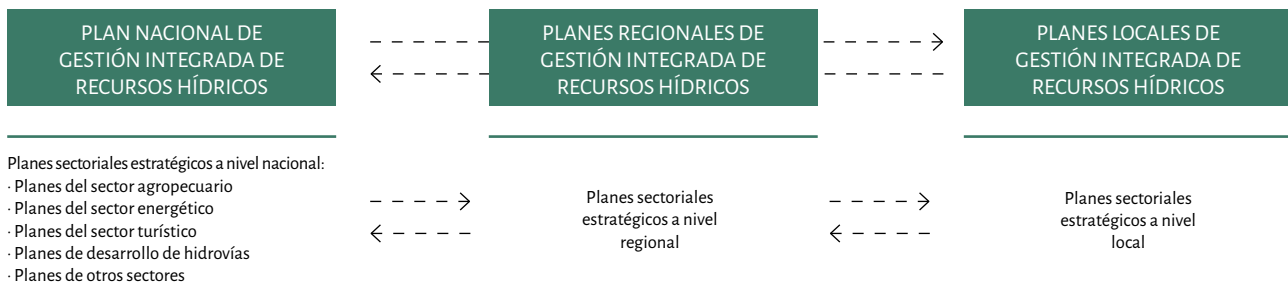 PLAN NACIONAL DE
GESTIÓN INTEGRADA DE
RECURSOS HÍDRICOS
PLANES REGIONALES DE
GESTIÓN INTEGRADA DE
RECURSOS HÍDRICOS
PLANES LOCALES DE
GESTIÓN INTEGRADA DE
RECURSOS HÍDRICOS
Planes sectoriales estratégicos a nivel nacional:
· Planes del sector agropecuario
· Planes del sector energético
· Planes del sector turístico
· Planes de desarrollo de hidrovías
· Planes de otros sectores
Planes sectoriales
estratégicos a nivel
regional
Planes sectoriales
estratégicos a nivel
local